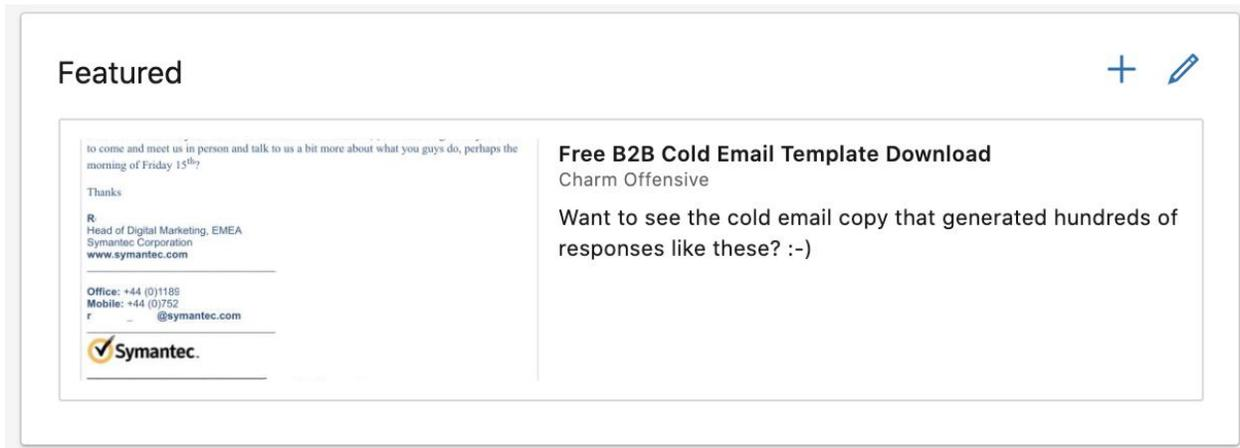 Featured
to come and meet us in person and talk to us a bit more about what you guys do, perhaps the
morning of Friday 15th?
Thanks
R
Head of Digital Marketing, EMEA
Symantec Corporation
www.symantec.com
Office: +44 (0)1189
Mobile: +44 (0)752
r _ @symantec.com
Symantec.
Free B2B Cold Email Template Download
Charm Offensive
Want to see the cold email copy that generated hundreds of
responses like these? :-)